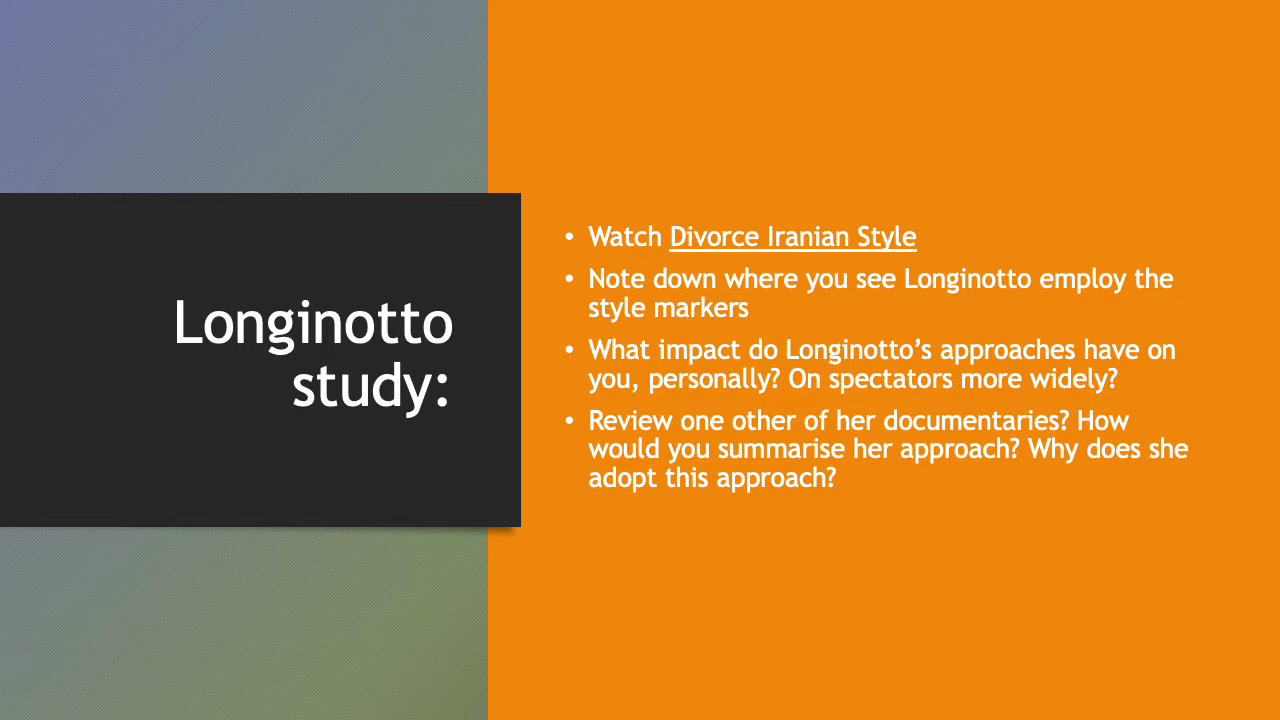 Longinotto
study:
• Watch Divorce Iranian Style
• Note down where you see Longinotto employ the
style markers
• What impact do Longinotto’s approaches have on
you, personally? On spectators more widely?
• Review one other of her documentaries? How
would you summarise her approach? Why does she
adopt this approach?